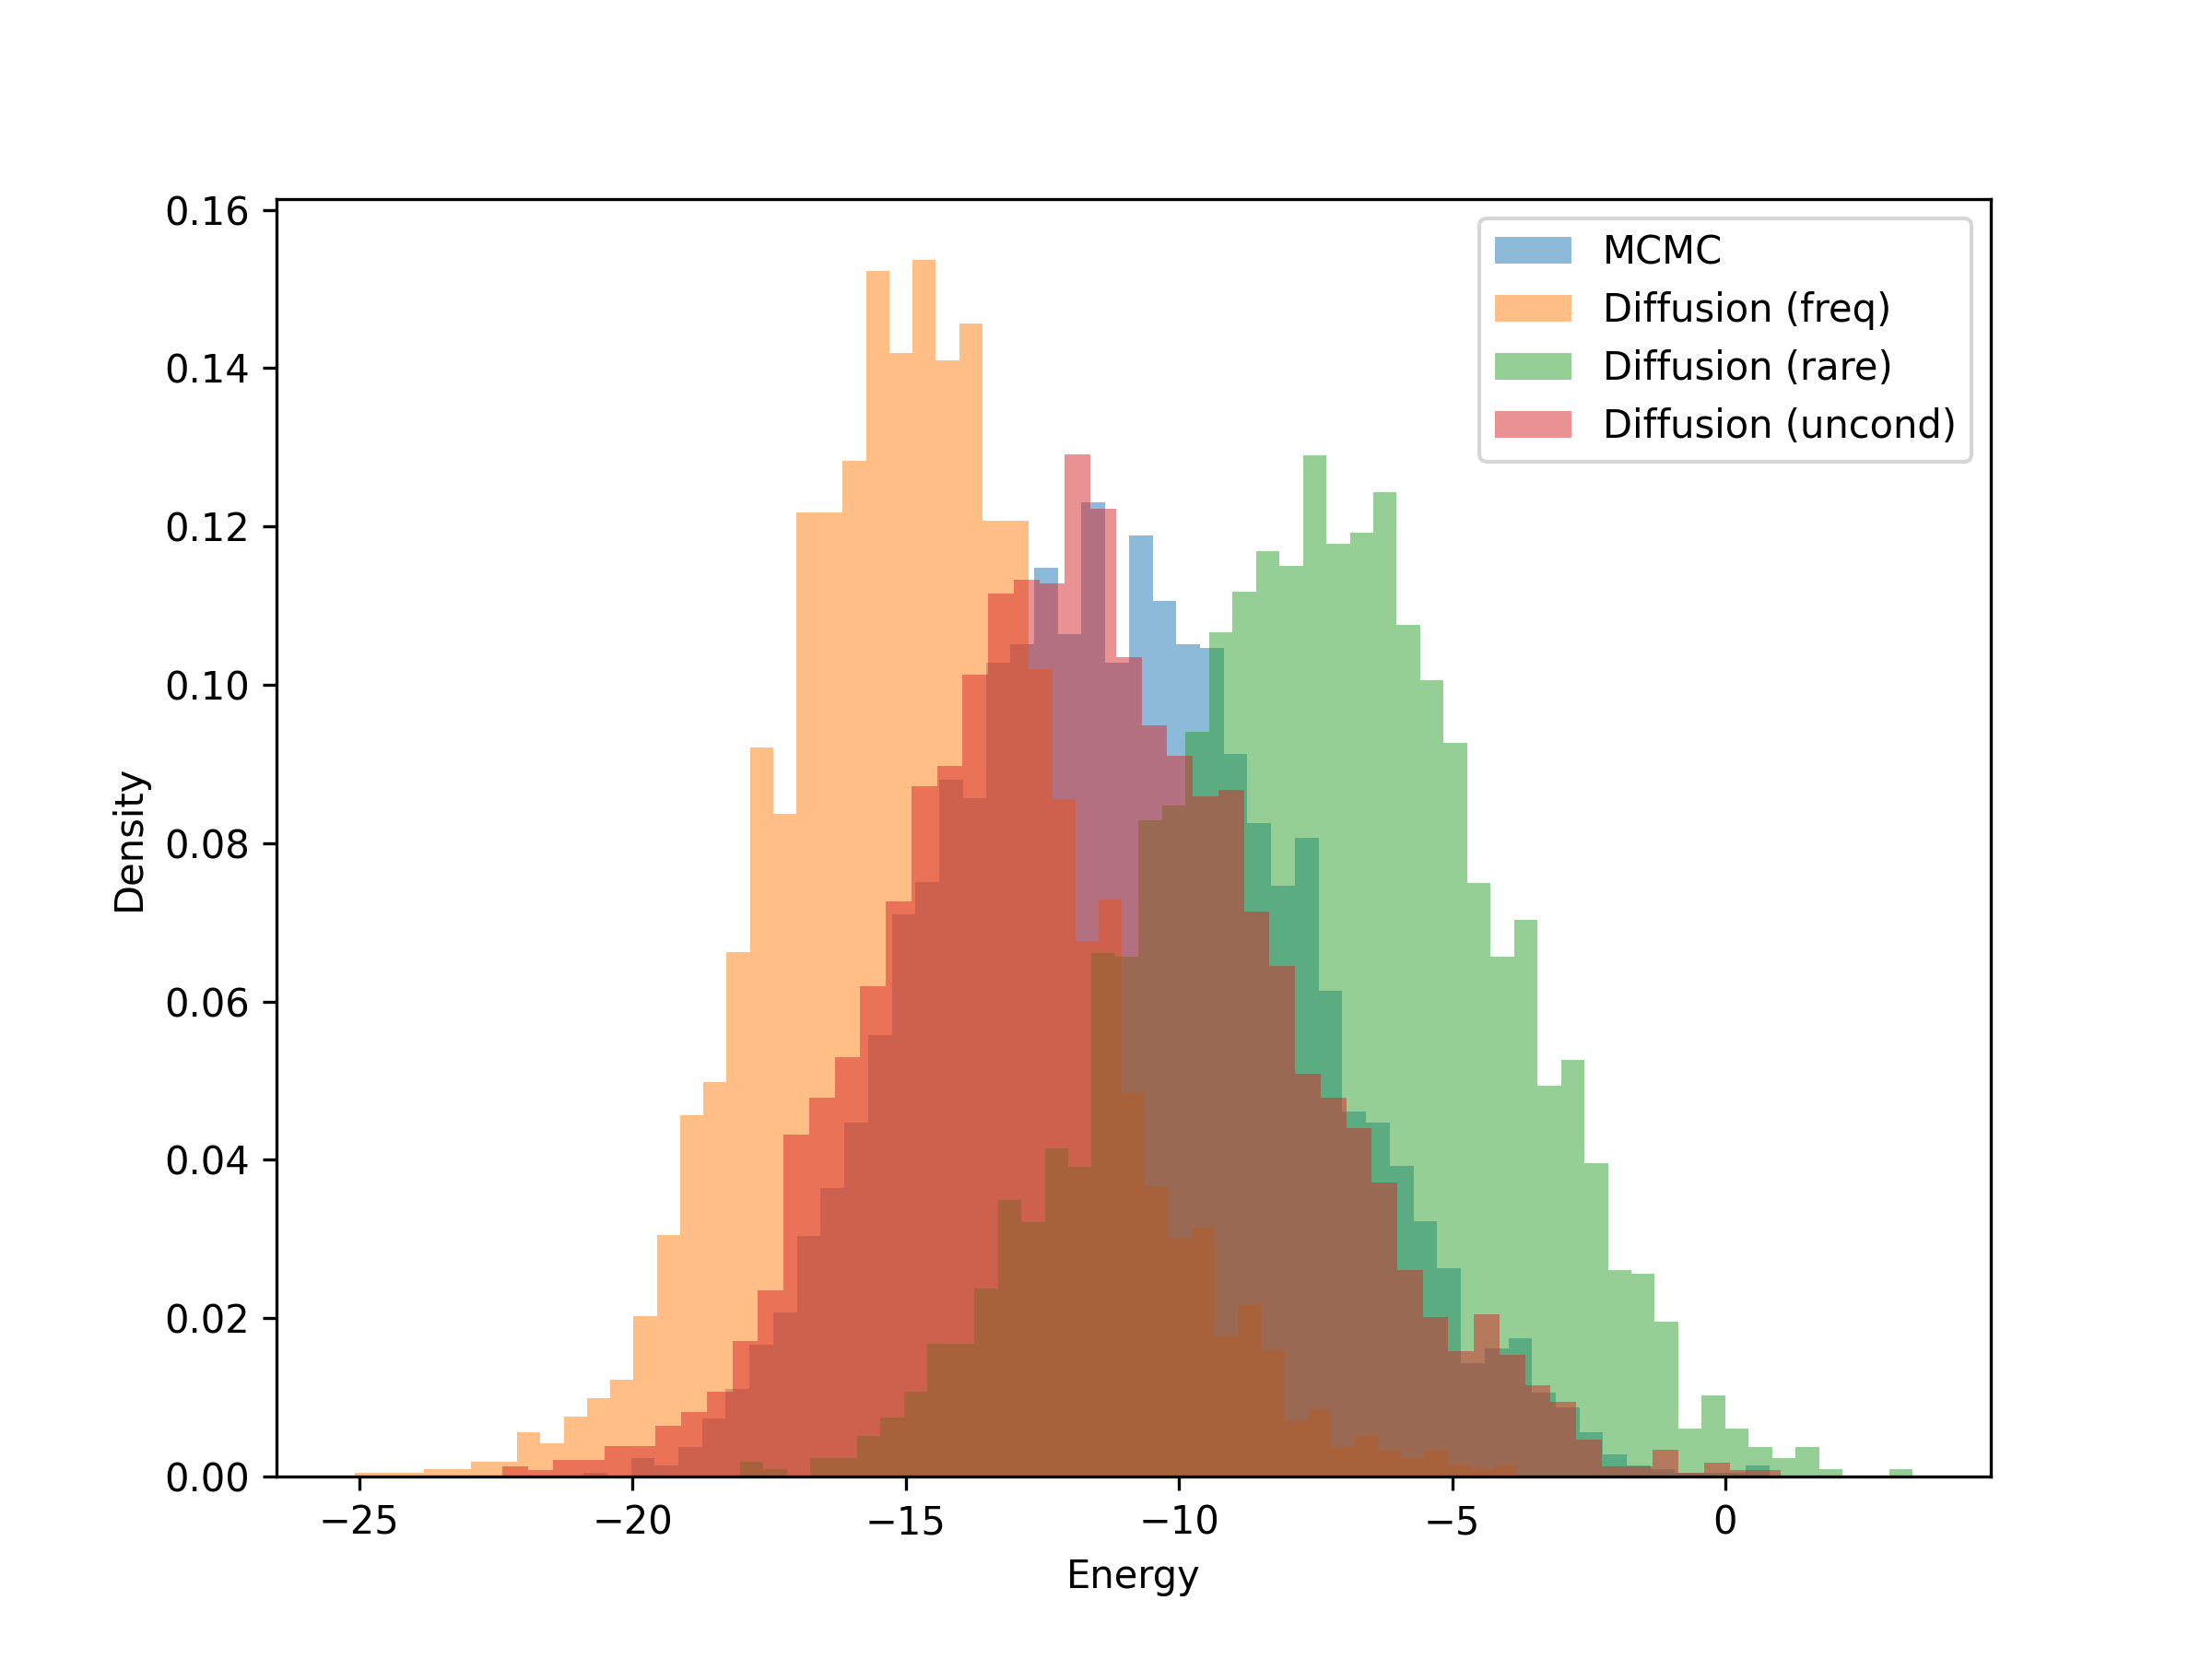 0.16
0.14
0.12
0.10
0.08
0.06
0.04
0.02
0.00
Density
−25 −20 −15 −10 −5 0
Energy
MCMC
Diffusion (freq)
Diffusion (rare)
Diffusion (uncond)